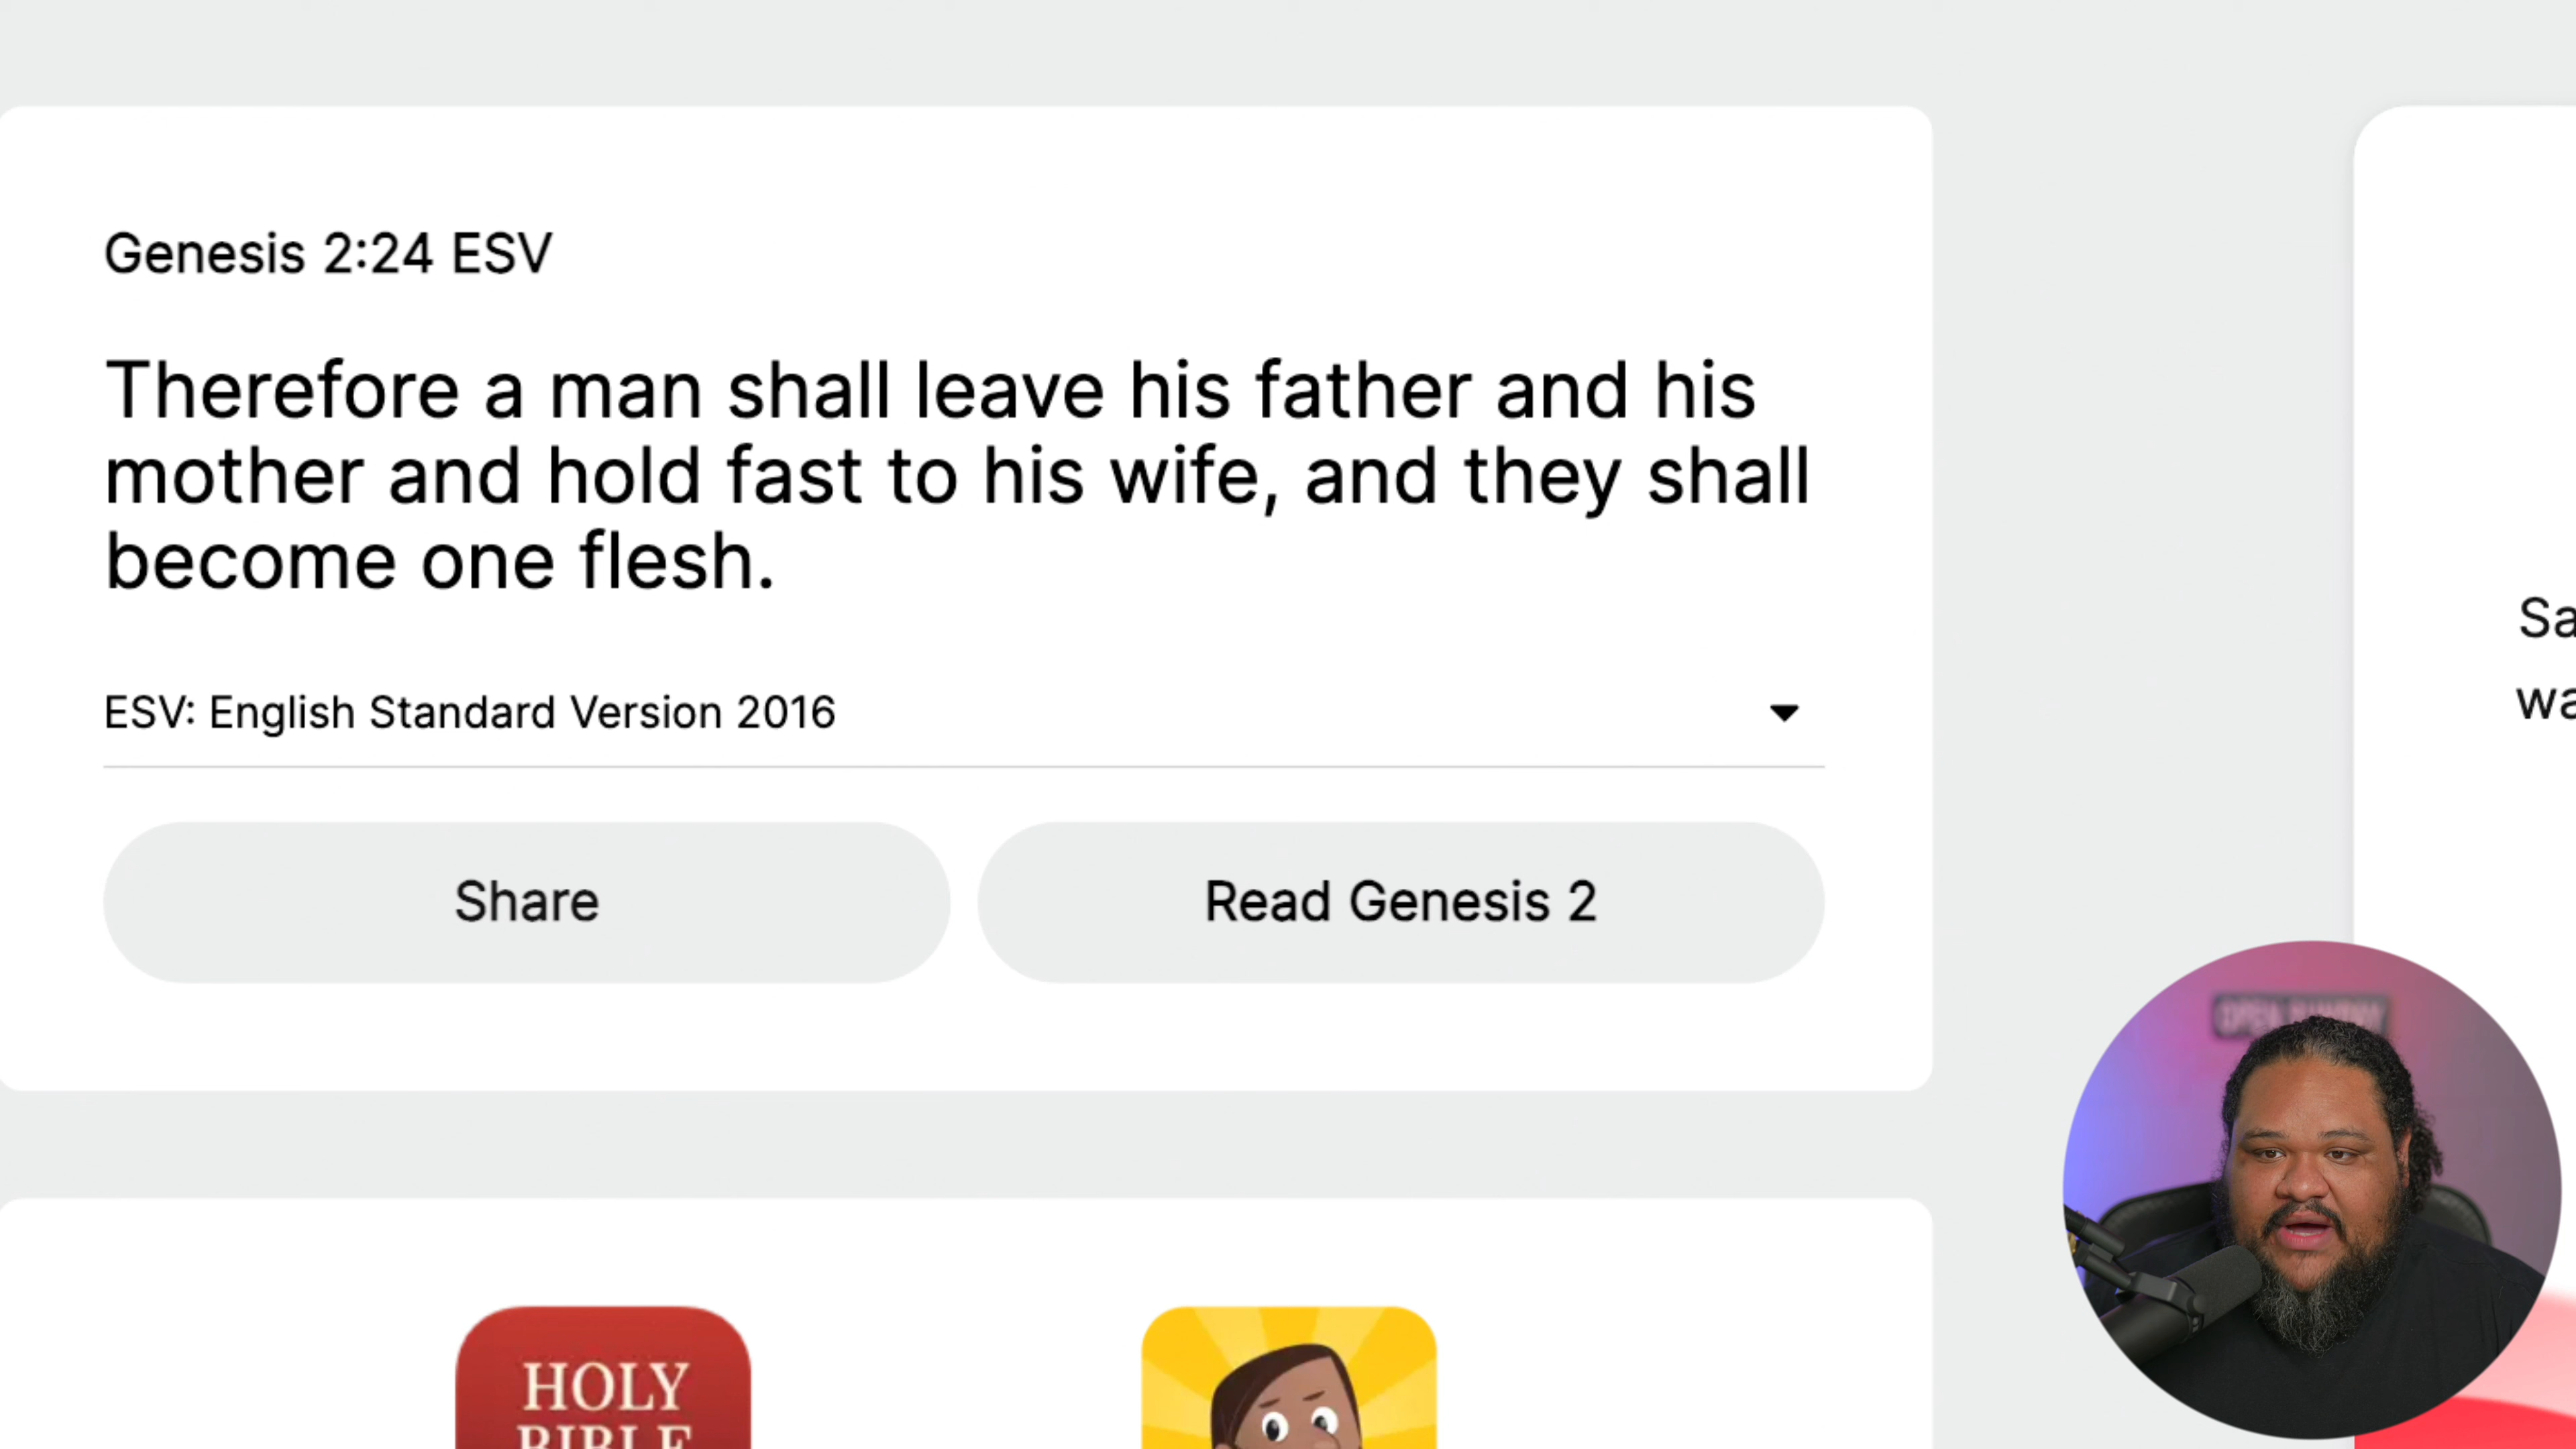 Genesis 2:24 ESV
Therefore a man shall leave his father and his
mother and hold fast to his wife, and they shall
become one flesh.
ESV: English Standard Version 2016
Share
Read Genesis 2
HOLY
BIBLE